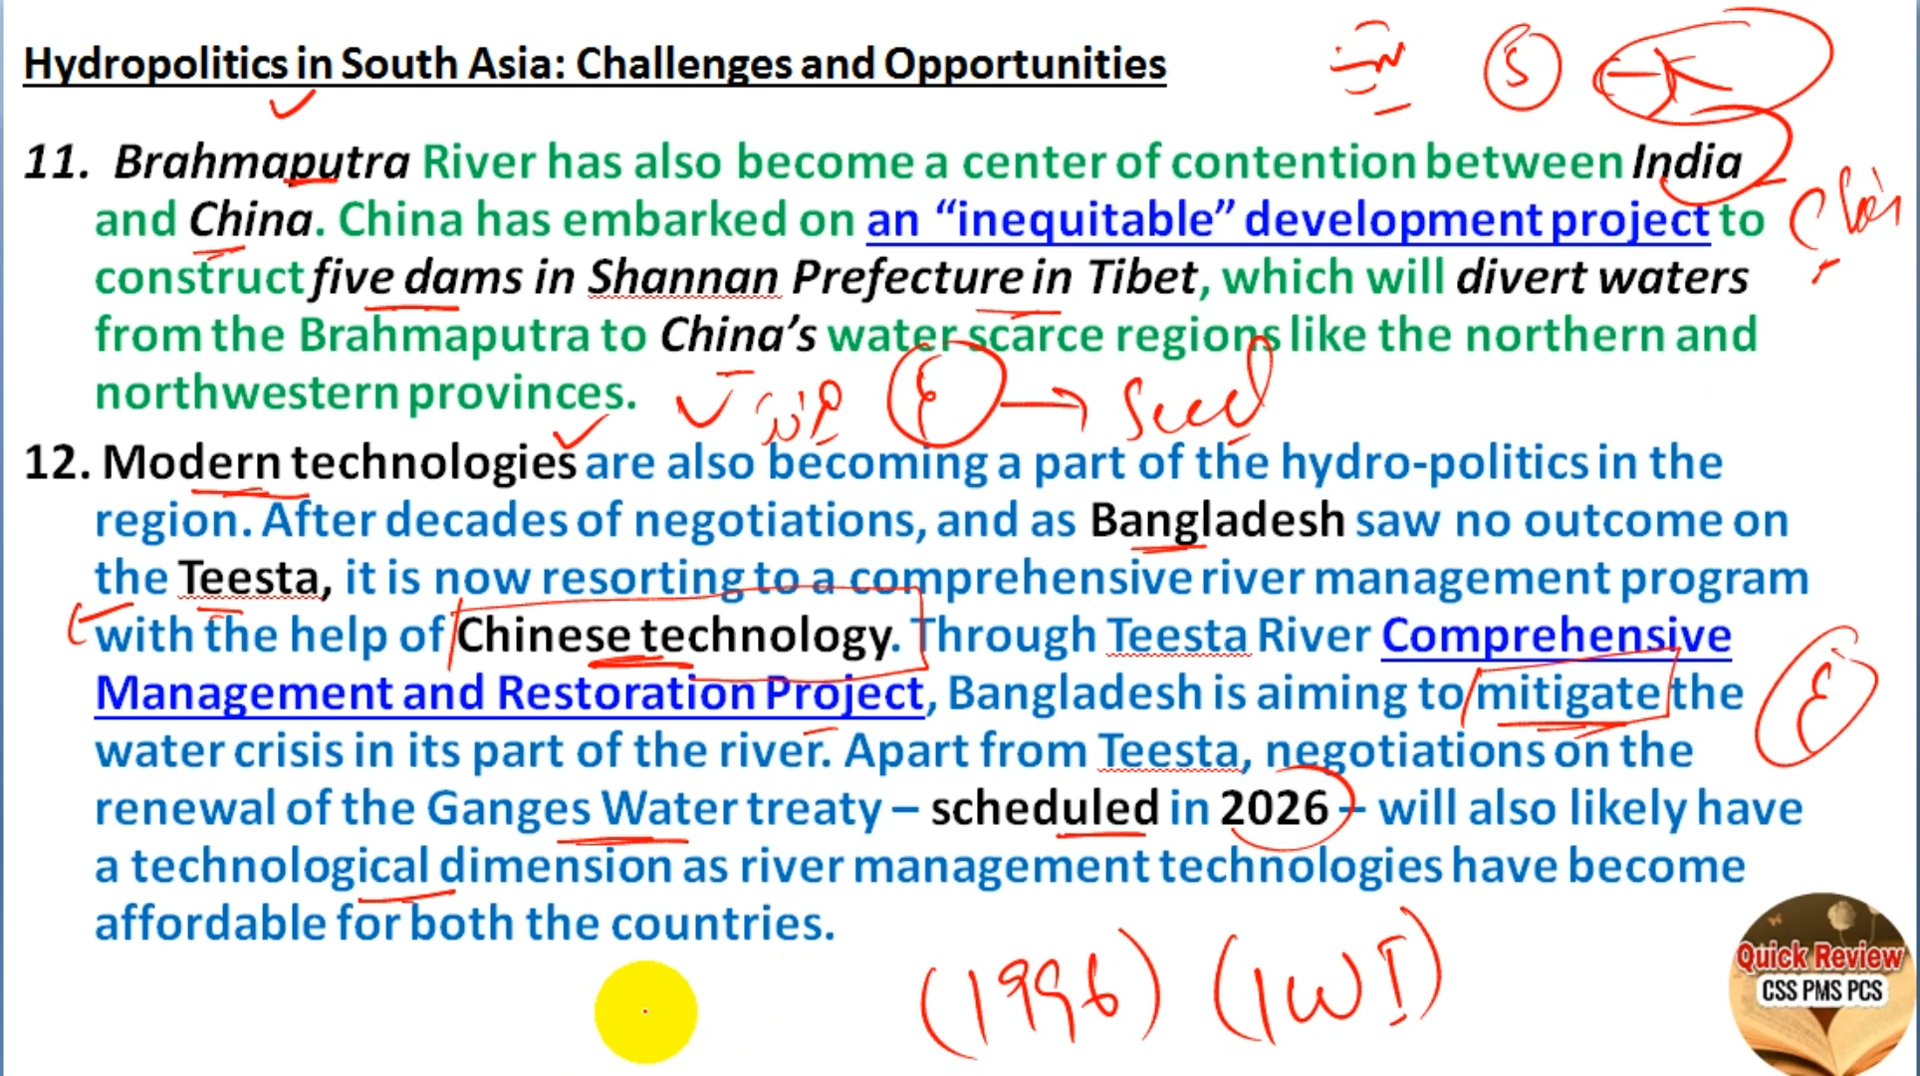 Hydropolitics in South Asia: Challenges and Opportunities
11. Brahmaputra River has also become a center of contention between India
and China. China has embarked on an “inequitable” development project to
construct five dams in Shannan Prefecture in Tibet, which will divert waters
from the Brahmaputra to China’s water scarce regions like the northern and
northwestern provinces.
12. Modern technologies are also becoming a part of the hydro-politics in the
region. After decades of negotiations, and as Bangladesh saw no outcome on
the Teesta, it is now resorting to a comprehensive river management program
with the help of Chinese technology. Through Teesta River Comprehensive
Management and Restoration Project, Bangladesh is aiming to mitigate the
water crisis in its part of the river. Apart from Teesta, negotiations on the
renewal of the Ganges Water treaty – scheduled in 2026 – will also likely have
a technological dimension as river management technologies have become
affordable for both the countries.
(1996) (IWI)
Quick Review
CSS PMS PCS